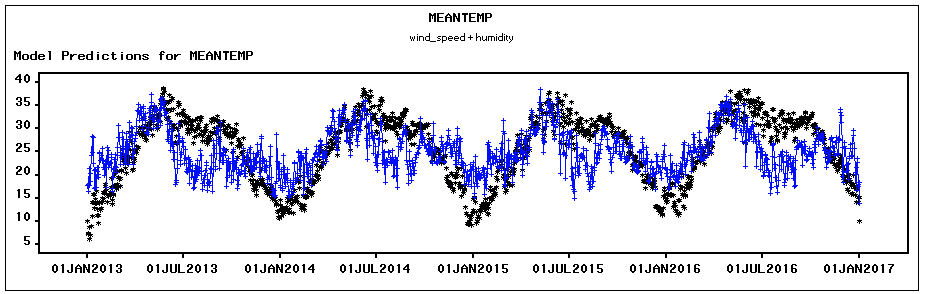 MEANTEMP
wind_speed + humidity
Model Predictions for MEANTEMP
40
35
30
25
20
15
10
5
01JAN2013 01JUL2013 01JAN2014 01JUL2014 01JAN2015 01JUL2015 01JAN2016 01JUL2016 01JAN2017